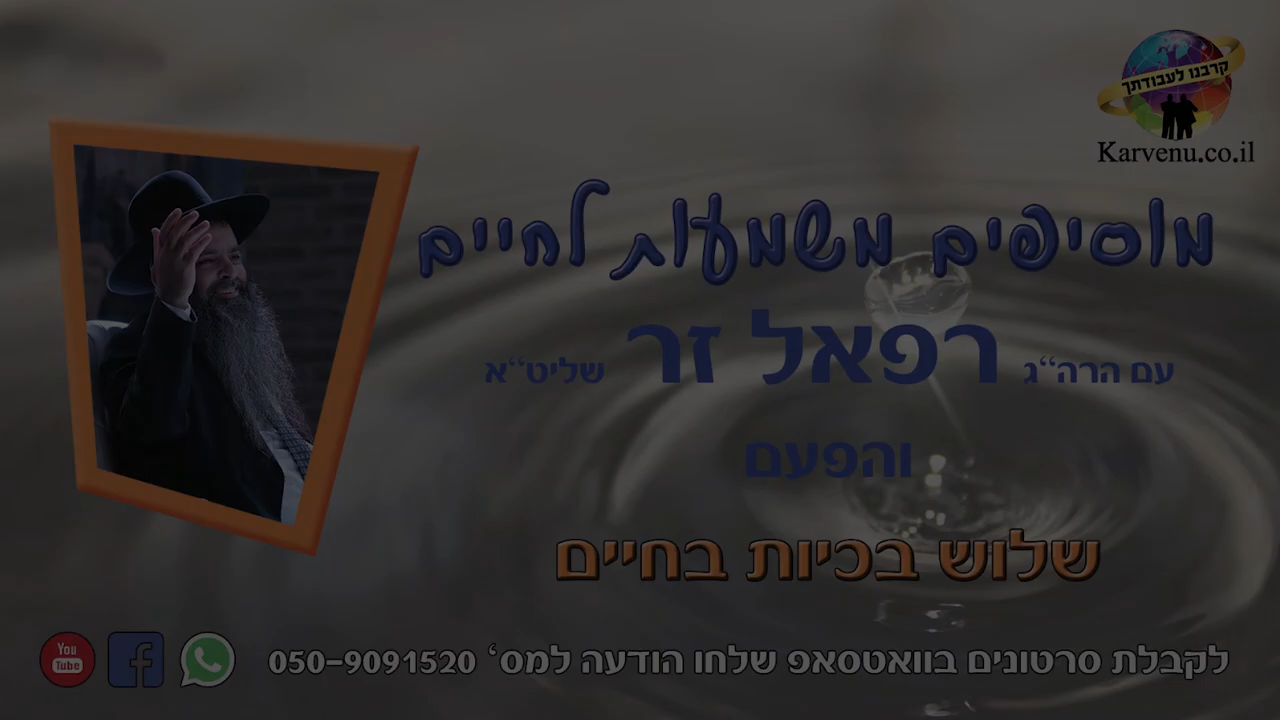 קרבנו לעבודתך
Karvenu.co.il
מוסיפים משמעות לחיים
עם הרה"ג רפאל זר שליט"א
והפעם
שלוש בכיות בחיים
לקבלת סרטונים בוואטסאפ שלחו הודעה למס' 050-9091520
You
Tube